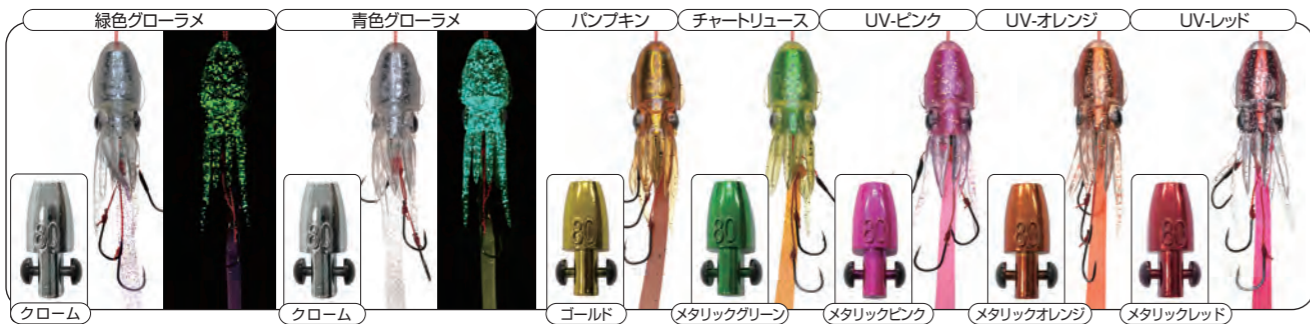 緑色グローラメ
青色グローラメ
パンプキン
チャートリュース
UV-ピンク
UV-オレンジ
UV-レッド
80
80
80
80
80
80
80
クローム
クローム
ゴールド
メタリックグリーン
メタリックピンク
メタリックオレンジ
メタリックレッド